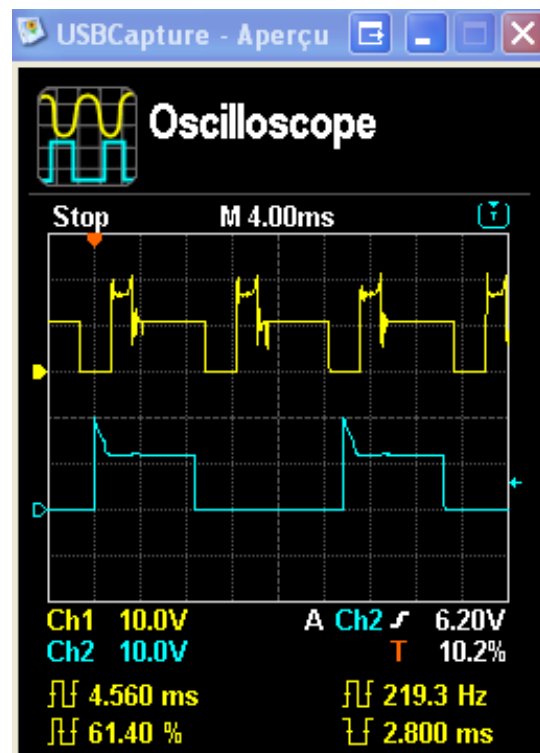 USBCapture - Aperçu
Oscilloscope
Stop M 4.00ms T
Ch1 10.0V A Ch2 6.20V
Ch2 10.0V T 10.2%
4.560 ms 219.3 Hz
61.40 % 2.800 ms